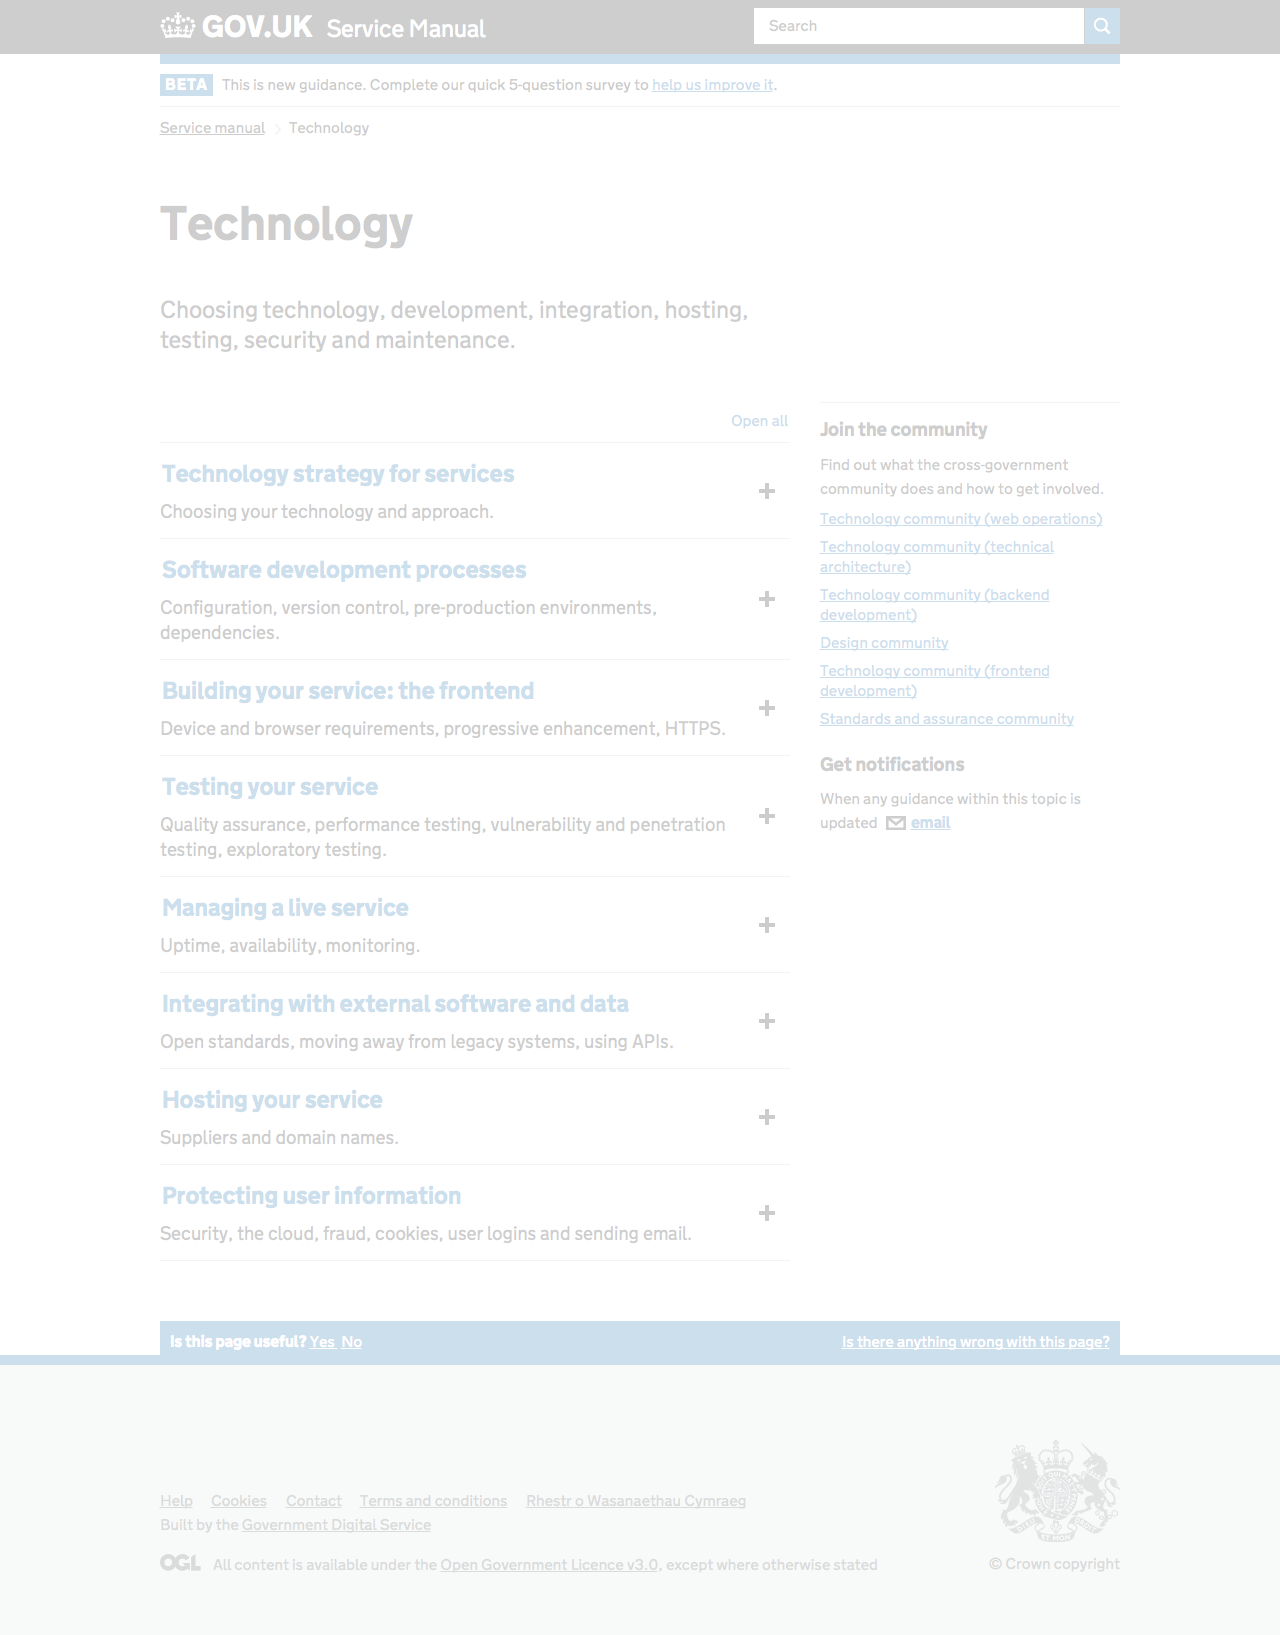 GOV.UK Service Manual
Search
BETA This is new guidance. Complete our quick 5-question survey to help us improve it.
Service manual Technology
Technology
Choosing technology, development, integration, hosting,
testing, security and maintenance.
Open all
Technology strategy for services
Choosing your technology and approach.
Software development processes
Configuration, version control, pre-production environments,
dependencies.
Building your service: the frontend
Device and browser requirements, progressive enhancement, HTTPS.
Testing your service
Quality assurance, performance testing, vulnerability and penetration
testing, exploratory testing.
Managing a live service
Uptime, availability, monitoring.
Integrating with external software and data
Open standards, moving away from legacy systems, using APIs.
Hosting your service
Suppliers and domain names.
Protecting user information
Security, the cloud, fraud, cookies, user logins and sending email.
Join the community
Find out what the cross-government
community does and how to get involved.
Technology community (web operations)
Technology community (technical
architecture)
Technology community (backend
development)
Design community
Technology community (frontend
development)
Standards and assurance community
Get notifications
When any guidance within this topic is
updated email
Is this page useful? Yes No
Is there anything wrong with this page?
Help Cookies Contact Terms and conditions Rhestr o Wasanaethau Cymraeg
Built by the Government Digital Service
OGL All content is available under the Open Government Licence v3.0, except where otherwise stated
© Crown copyright